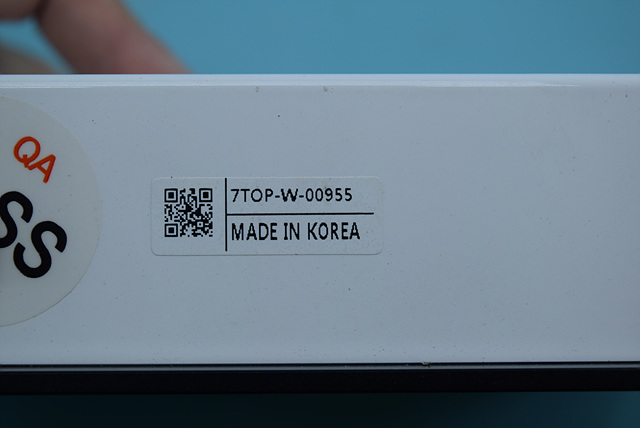 QA
SS
7TOP-W-00955
MADE IN KOREA